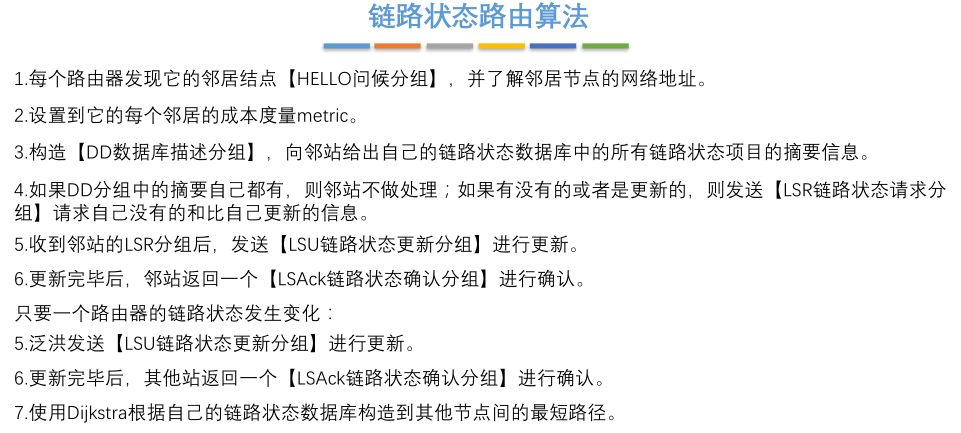 链路状态路由算法
1.每个路由器发现它的邻居结点【HELLO问候分组】，并了解邻居节点的网络地址。
2.设置到它的每个邻居的成本度量metric。
3.构造【DD数据库描述分组】，向邻站给出自己的链路状态数据库中的所有链路状态项目的摘要信息。
4.如果DD分组中的摘要自己都有，则邻站不做处理；如果有没有的或者是更新的，则发送【LSR链路状态请求分
组】请求自己没有的和比自己更新的信息。
5.收到邻站的LSR分组后，发送【LSU链路状态更新分组】进行更新。
6.更新完毕后，邻站返回一个【LSAck链路状态确认分组】进行确认。
只要一个路由器的链路状态发生变化：
5.泛洪发送【LSU链路状态更新分组】进行更新。
6.更新完毕后，其他站返回一个【LSAck链路状态确认分组】进行确认。
7.使用Dijkstra根据自己的链路状态数据库构造到其他节点间的最短路径。